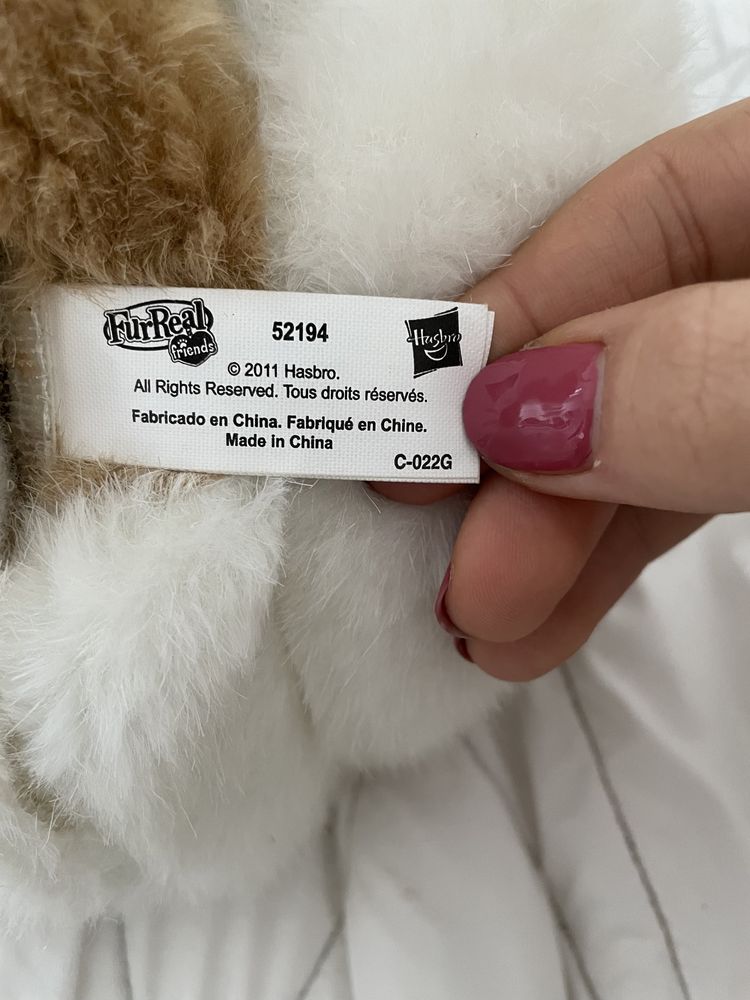 FurReal friends
52194
Hasbro
© 2011 Hasbro.
All Rights Reserved. Tous droits réservés.
Fabricado en China. Fabriqué en Chine.
Made in China
C-022G